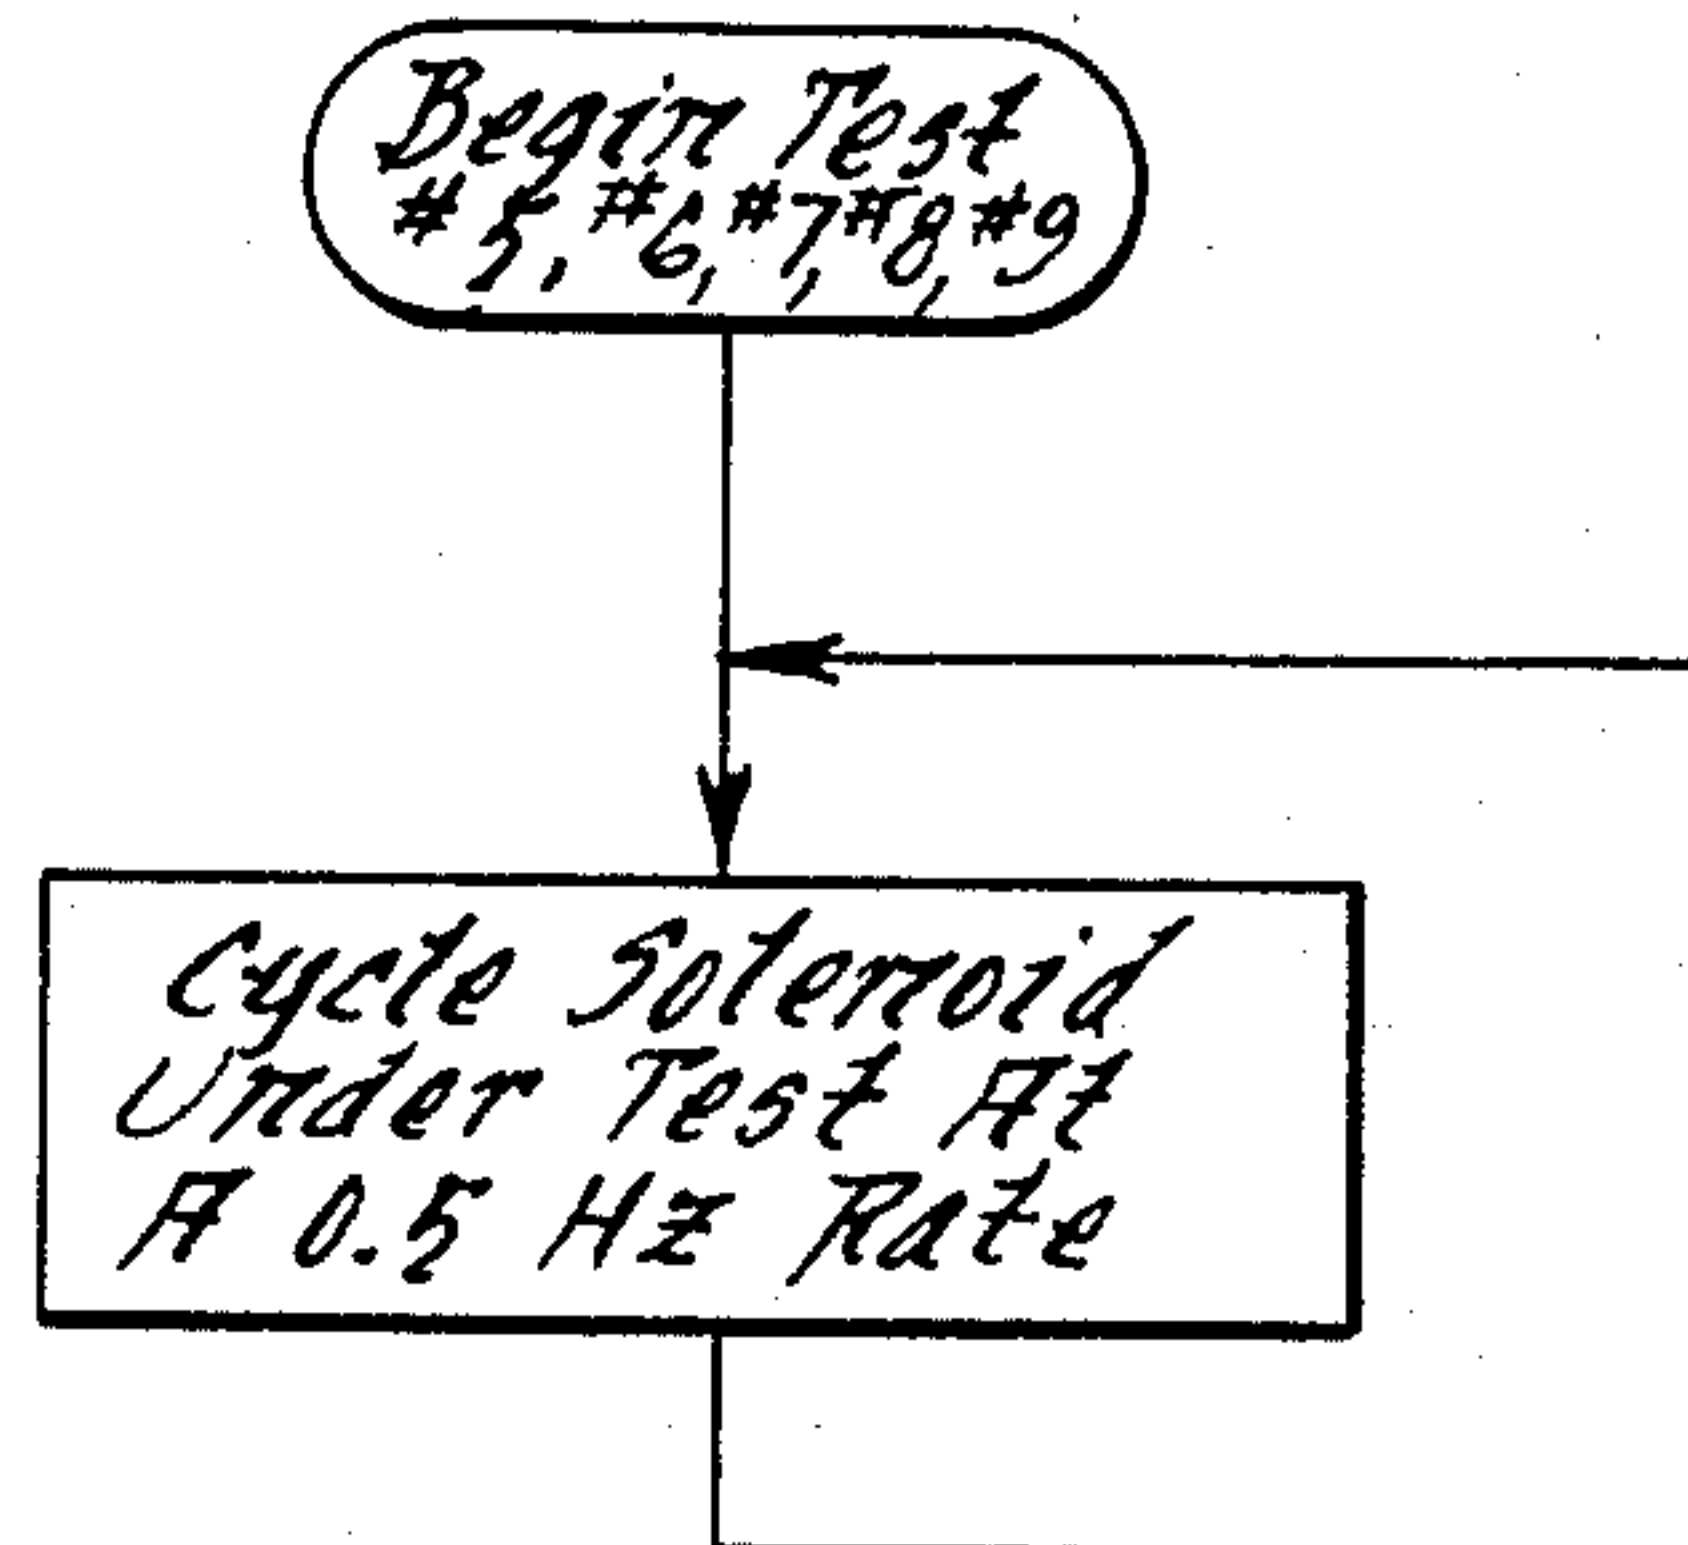 Begin Test
#5, #6, #7, #8, #9
Cycle Solenoid
Under Test At
A 0.5 Hz Rate